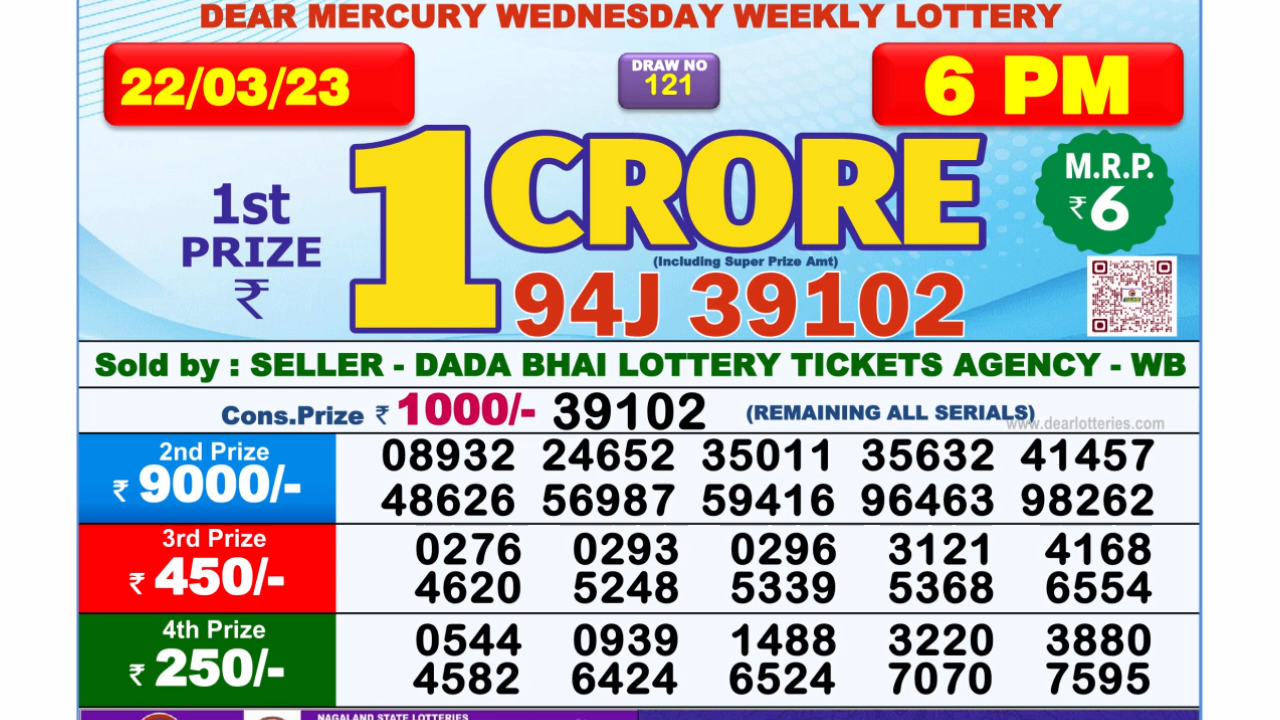 DEAR MERCURY WEDNESDAY WEEKLY LOTTERY
22/03/23
DRAW NO
121
6 PM
1st
PRIZE
₹
1 CRORE
(Including Super Prize Amt)
94J 39102
M.R.P.
₹6
Sold by : SELLER - DADA BHAI LOTTERY TICKETS AGENCY - WB
Cons.Prize ₹ 1000/- 39102 (REMAINING ALL SERIALS)
www.dearlotteries.com
2nd Prize
₹ 9000/-
08932 24652 35011 35632 41457
48626 56987 59416 96463 98262
3rd Prize
₹ 450/-
0276 0293 0296 3121 4168
4620 5248 5339 5368 6554
4th Prize
₹ 250/-
0544 0939 1488 3220 3880
4582 6424 6524 7070 7595
NAGALAND STATE LOTTERIES